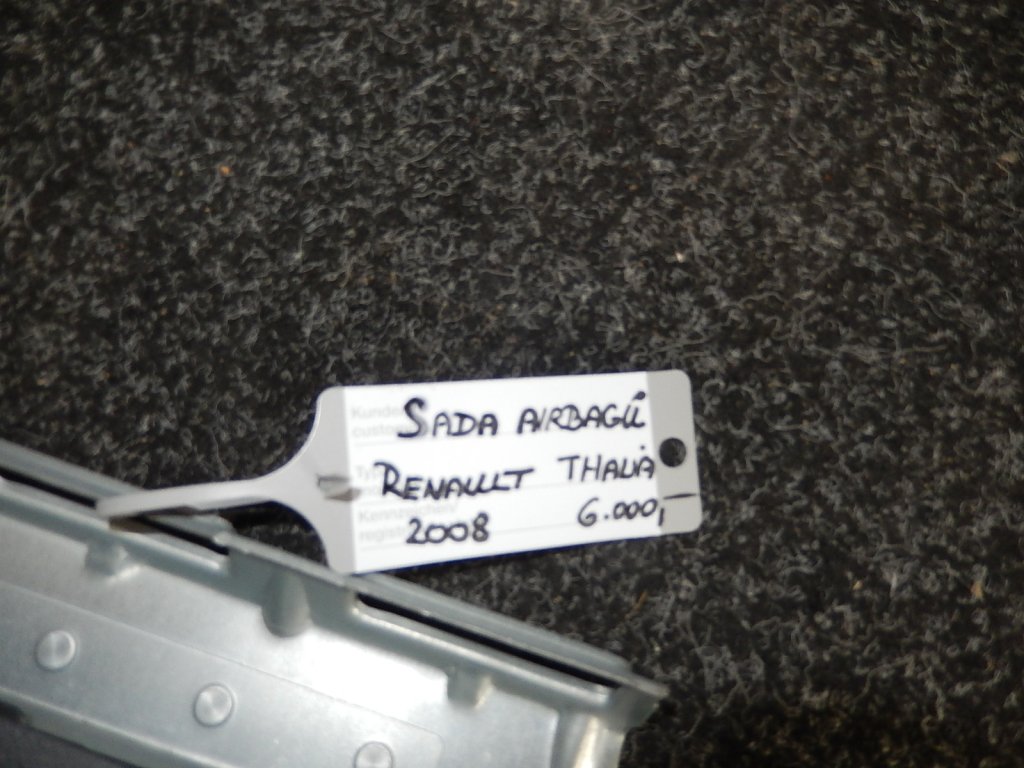 SADA AIRBAGŮ
RENAULT THALIA
2008 6.000,-